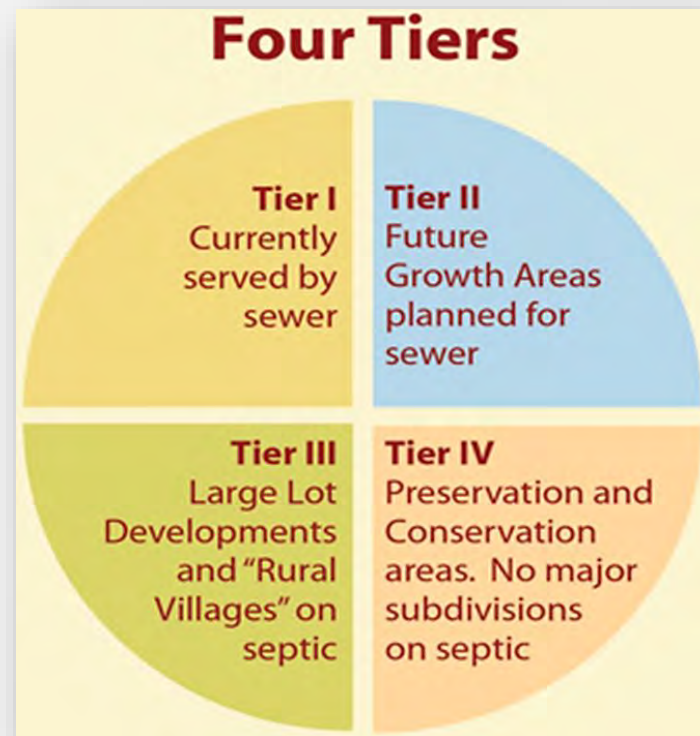 Four Tiers
Tier I
Currently
served by
sewer
Tier II
Future
Growth Areas
planned for
sewer
Tier III
Large Lot
Developments
and “Rural
Villages” on
septic
Tier IV
Preservation and
Conservation
areas. No major
subdivisions
on septic